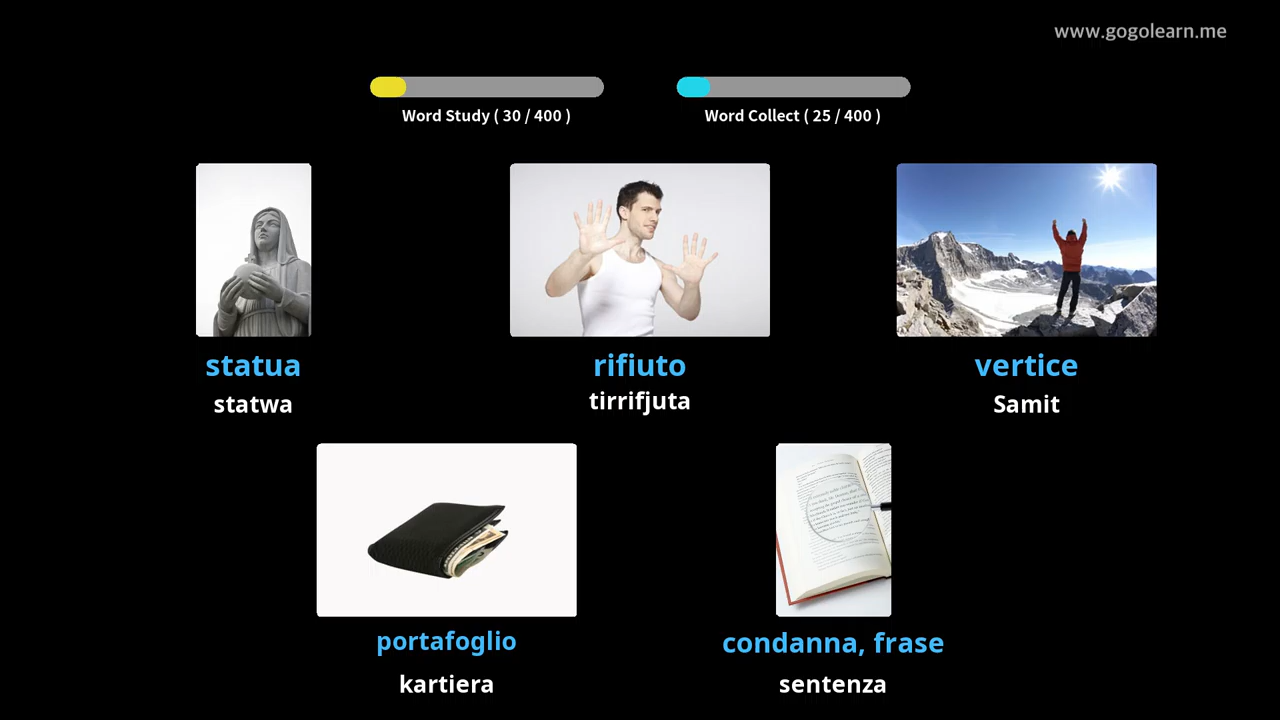 www.gogolearn.me
Word Study ( 30 / 400 )
Word Collect ( 25 / 400 )
statua
statwa
rifiuto
tirrifjuta
vertice
Samit
portafoglio
kartiera
condanna, frase
sentenza